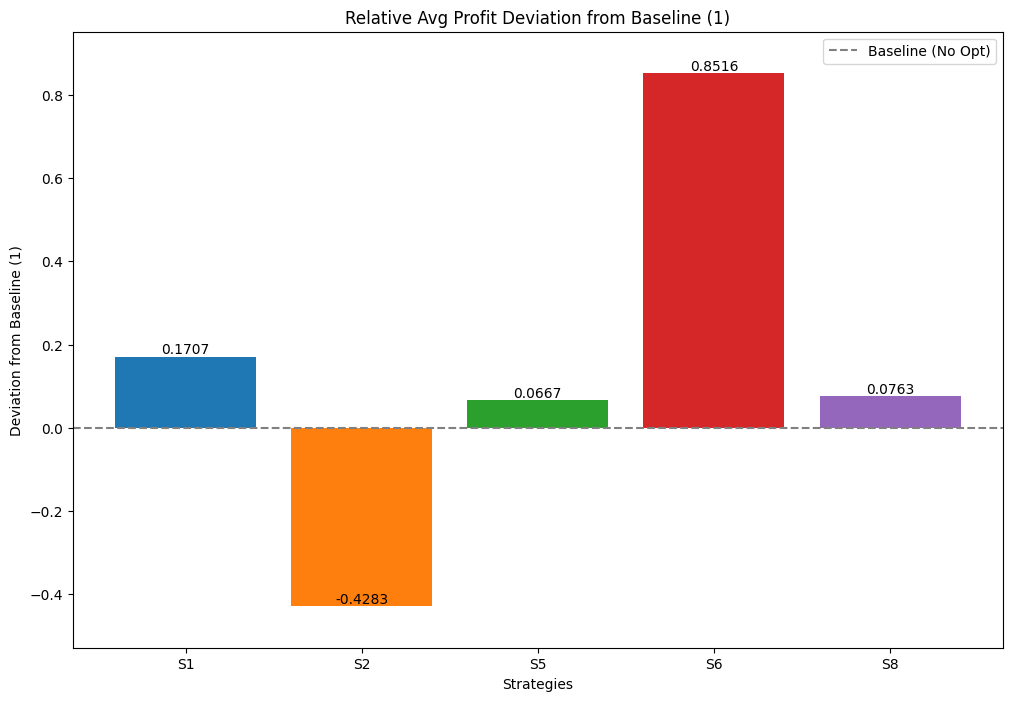 Relative Avg Profit Deviation from Baseline (1)
Baseline (No Opt)
Deviation from Baseline (1)
0.8
0.6
0.4
0.2
0.0
−0.2
−0.4
0.1707
-0.4283
0.0667
0.8516
0.0763
S1
S2
S5
S6
S8
Strategies